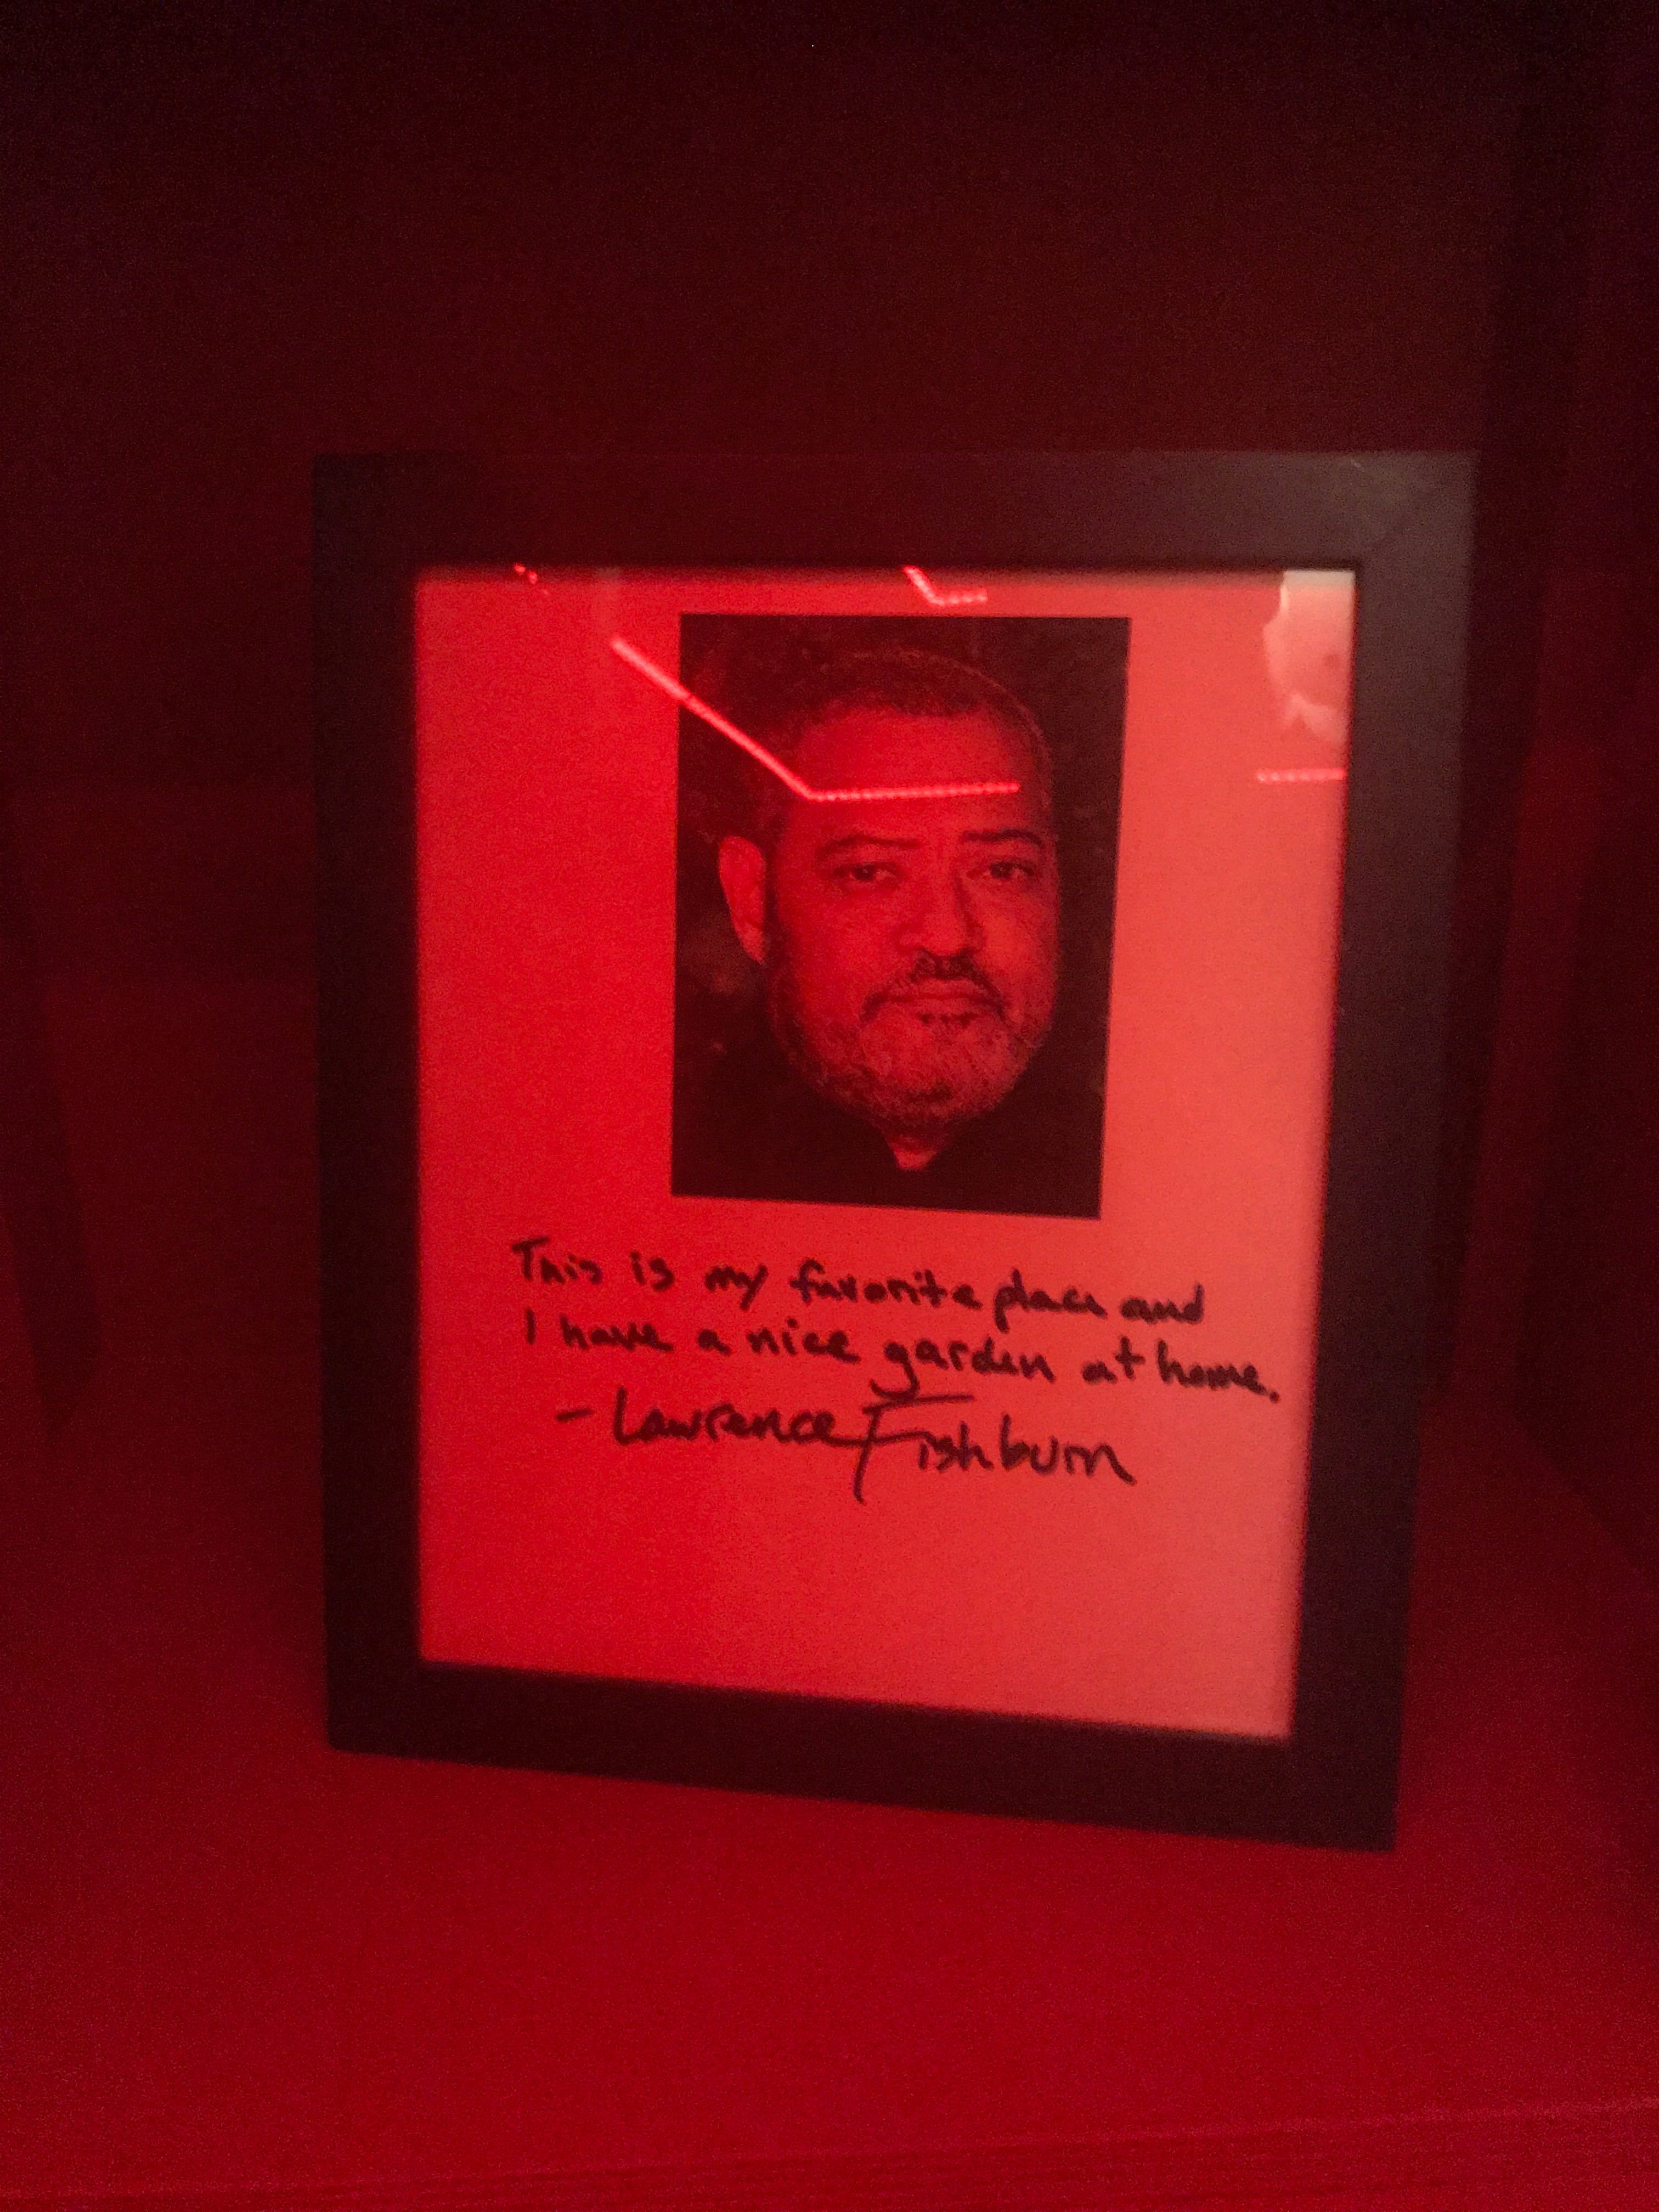 This is my favorite place and
I have a nice garden at home.
- Lawrence Fishburn